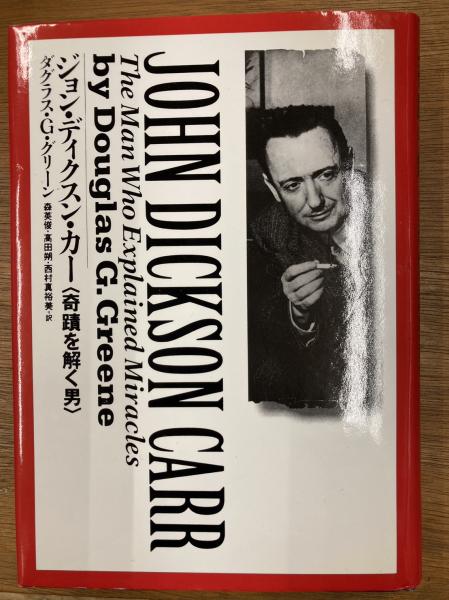 JOHN DICKSON CARR
The Man Who Explained Miracles
by Douglas G. Greene
ジョン・ディクスン・カー〈奇蹟を解く男〉
ダグラス・G・グリーン
森英俊・高田朔・西村真裕美・訳